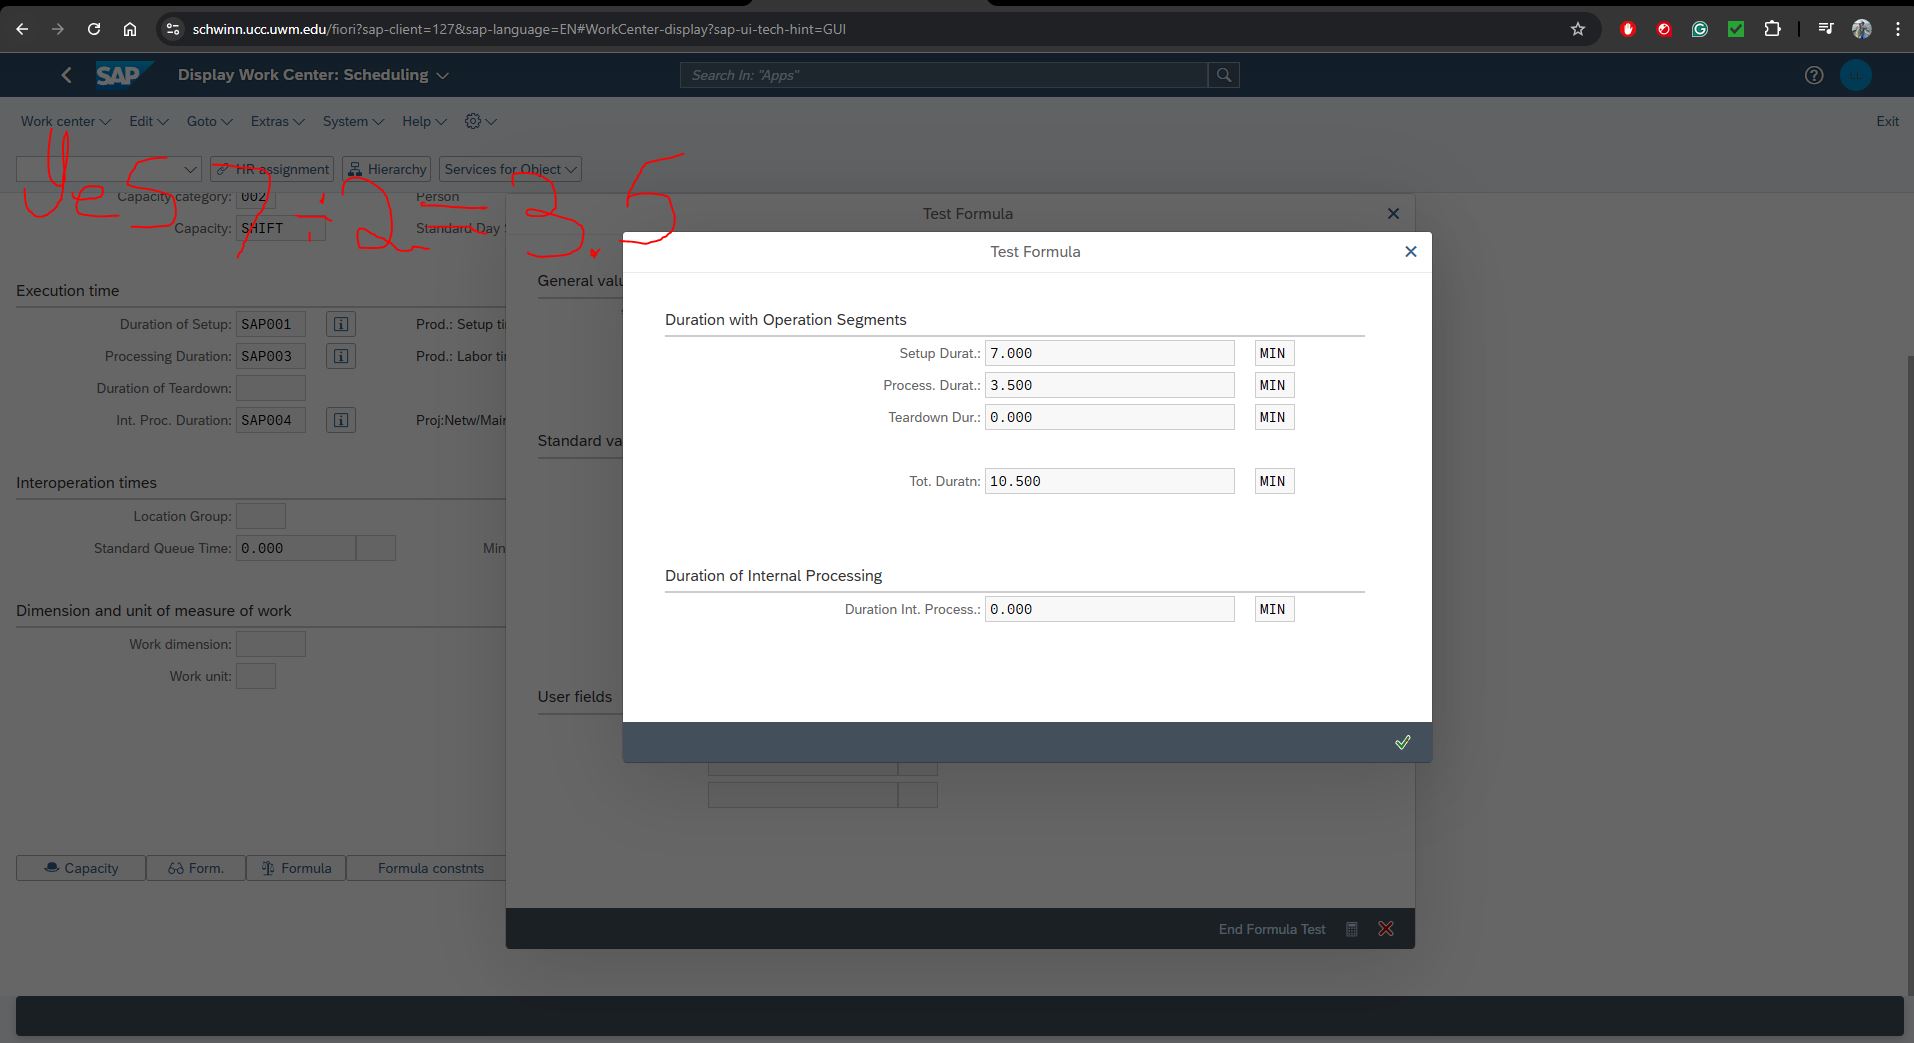 schwinn.ucc.uwm.edu/fiori?sap-client=127&sap-language=EN#WorkCenter-display?sap-ui-tech-hint=GUI
SAP Display Work Center: Scheduling
Search In: "Apps"
Work center Edit Goto Extras System Help
Exit
HR assignment Hierarchy Services for Object
Yes 7 ÷ 2 = 3.5
Capacity category: 002 Person
Capacity: SHIFT Standard Day
Test Formula
Test Formula
General valu
Execution time
Duration of Setup: SAP001 Prod.: Setup ti
Processing Duration: SAP003 Prod.: Labor ti
Duration of Teardown:
Int. Proc. Duration: SAP004 Proj:Netw/Mai
Standard va
Interoperation times
Location Group:
Standard Queue Time: 0.000 Min
Dimension and unit of measure of work
Work dimension:
Work unit:
User fields
Duration with Operation Segments
Setup Durat.: 7.000 MIN
Process. Durat.: 3.500 MIN
Teardown Dur.: 0.000 MIN
Tot. Duratn: 10.500 MIN
Duration of Internal Processing
Duration Int. Process.: 0.000 MIN
Capacity Form. Formula Formula constnts
End Formula Test